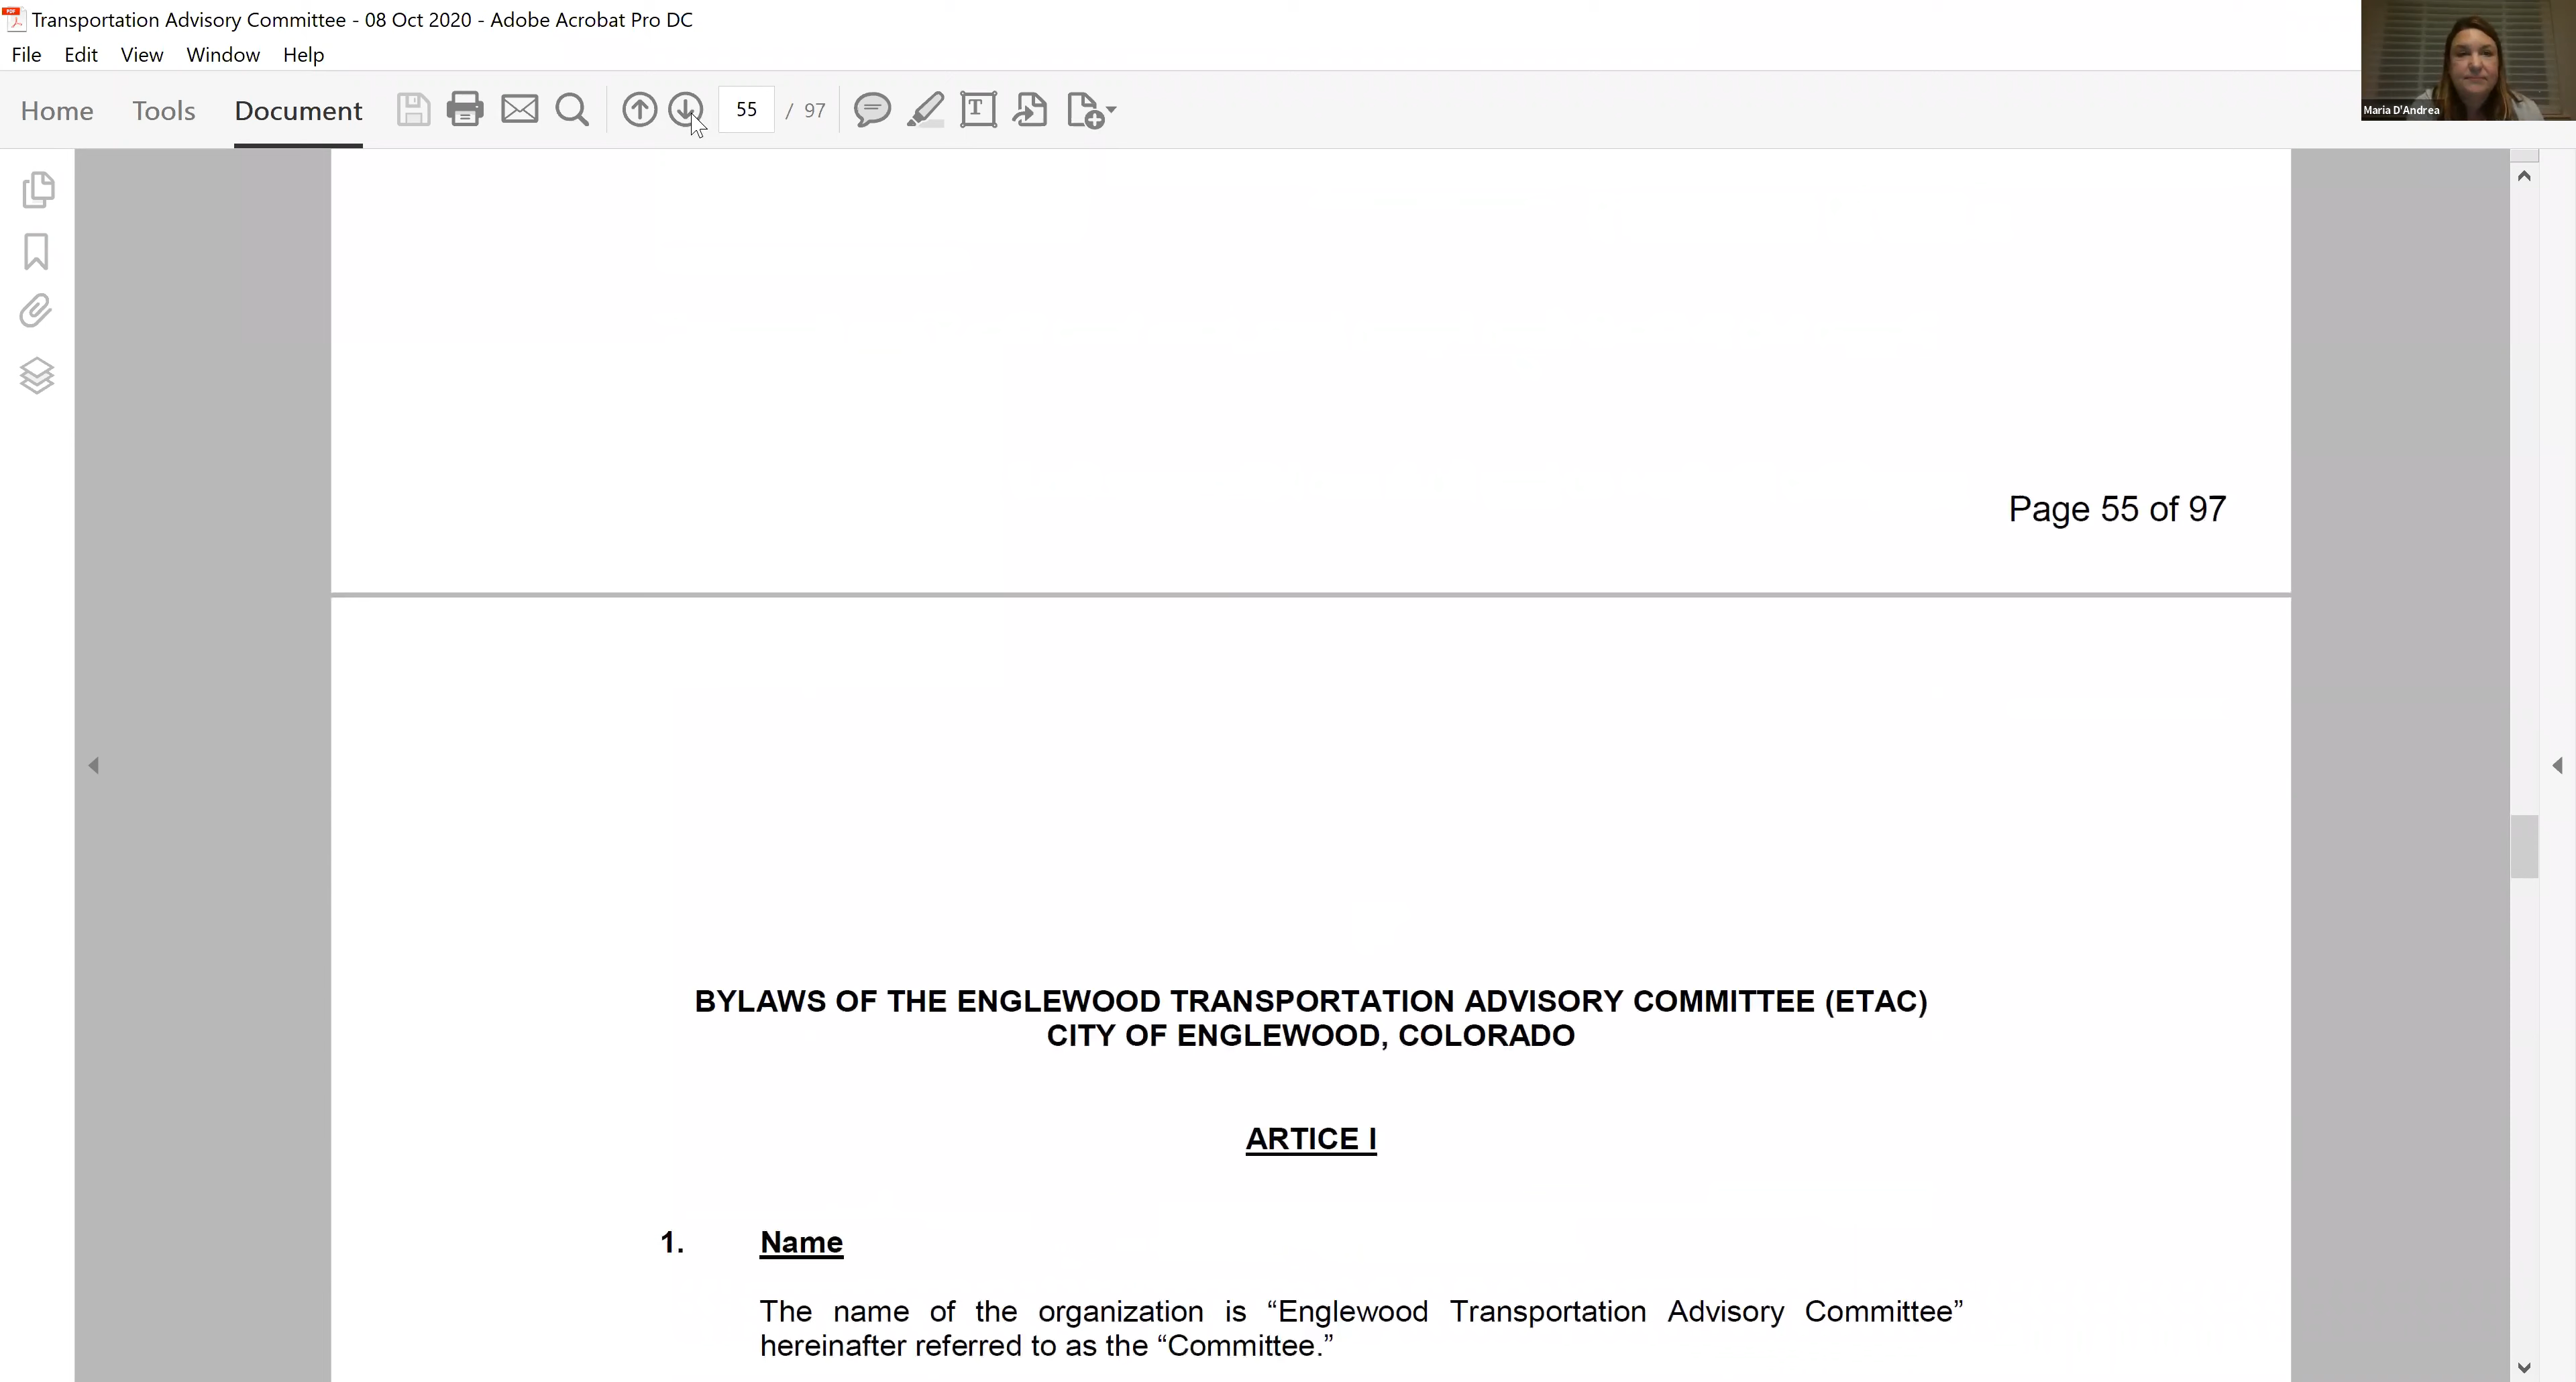 Transportation Advisory Committee - 08 Oct 2020 - Adobe Acrobat Pro DC
File Edit View Window Help
Home Tools Document 55 / 97
Maria D'Andrea
Page 55 of 97
BYLAWS OF THE ENGLEWOOD TRANSPORTATION ADVISORY COMMITTEE (ETAC)
CITY OF ENGLEWOOD, COLORADO
ARTICE I
1. Name
The name of the organization is “Englewood Transportation Advisory Committee”
hereinafter referred to as the “Committee.”